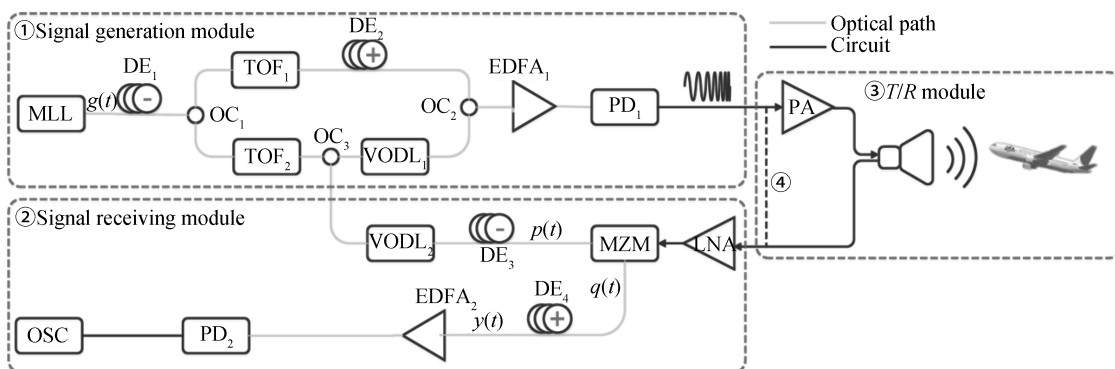 ①Signal generation module
Optical path
Circuit
DE₁
DE₂
TOF₁
EDFA₁
MLL
g(t)
OC₁
OC₂
PD₁
PA
③T/R module
OC₃
TOF₂
VODL₁
④
②Signal receiving module
VODL₂
DE₃
p(t)
MZM
LNA
q(t)
EDFA₂
DE₄
y(t)
OSC
PD₂